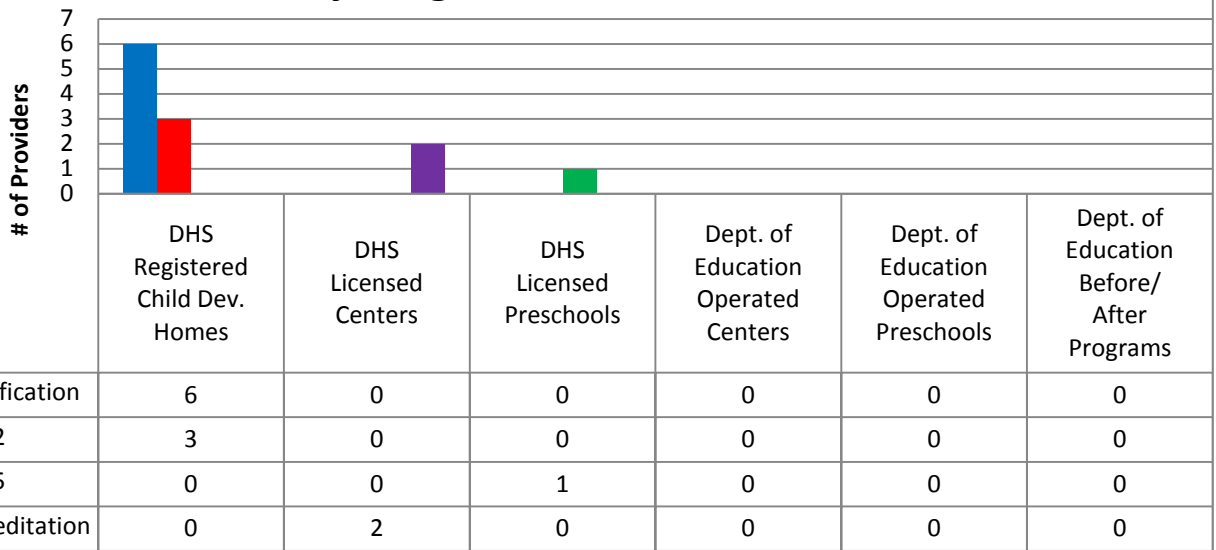 7
6
5
4
3
2
1
0
# of Providers
DHS
Registered
Child Dev.
Homes
DHS
Licensed
Centers
DHS
Licensed
Preschools
Dept. of
Education
Operated
Centers
Dept. of
Education
Operated
Preschools
Dept. of
Education
Before/
After
Programs
fication 6 0 0 0 0 0
2 3 0 0 0 0 0
5 0 0 1 0 0 0
editation 0 2 0 0 0 0